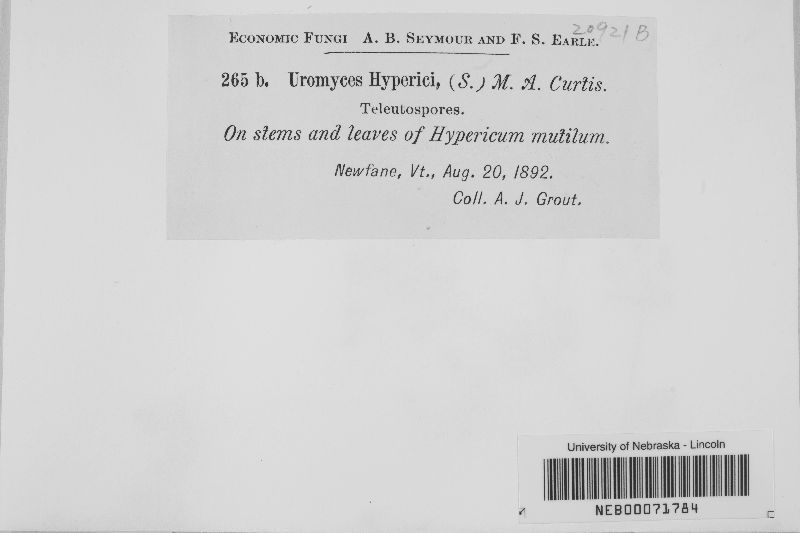 20921 B
ECONOMIC FUNGI A. B. SEYMOUR AND F. S. EARLE.
265 b. Uromyces Hyperici, (S.) M. A. Curtis.
Teleutospores.
On stems and leaves of Hypericum mutilum.
Newfane, Vt., Aug. 20, 1892.
Coll. A. J. Grout.
University of Nebraska - Lincoln
NEB00071784